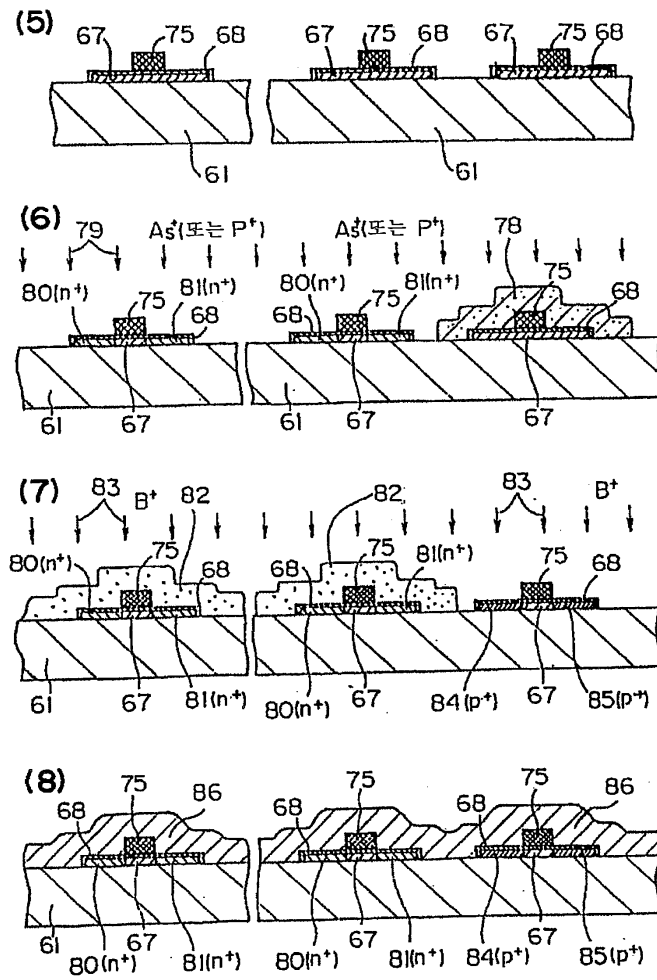 (5)
67 75 68 67 75 68 67 75 68
61 61
(6)
79 As⁺(또는 P⁺) As⁺(또는 P⁺) 78
80(n⁺) 75 81(n⁺) 80(n⁺) 75 81(n⁺) 75
68 68 68
61 67 61 67 67
(7)
83 B⁺ 82 82 83 B⁺
80(n⁺) 75 68 68 75 81(n⁺) 75 68
61 67 81(n⁺) 80(n⁺) 67 84(p⁺) 67 85(p⁺)
(8)
75 86 75 75 86
68 68 68
61 80(n⁺) 67 81(n⁺) 80(n⁺) 67 81(n⁺) 84(p⁺) 67 85(p⁺)